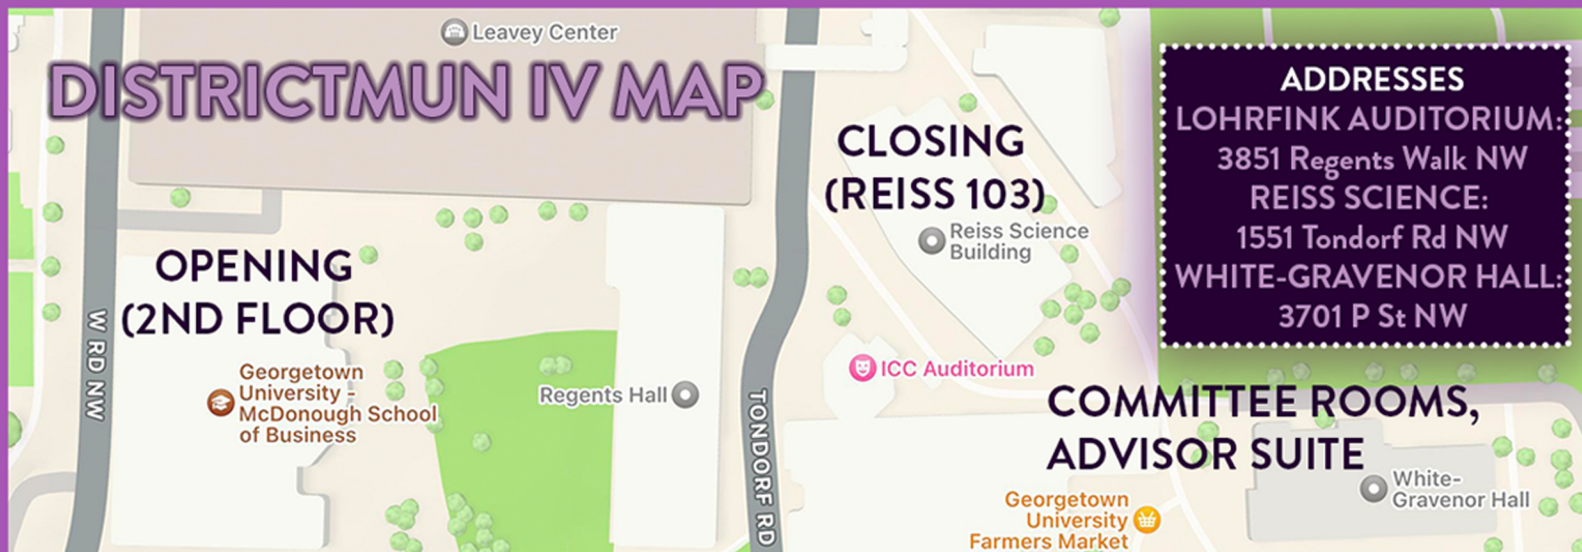 Leavey Center
DISTRICTMUN IV MAP
ADDRESSES
LOHRFINK AUDITORIUM:
3851 Regents Walk NW
REISS SCIENCE:
1551 Tondorf Rd NW
WHITE-GRAVENOR HALL:
3701 P St NW
CLOSING
(REISS 103)
Reiss Science
Building
OPENING
(2ND FLOOR)
W RD NW
Georgetown
University -
McDonough School
of Business
Regents Hall
TONDORF RD
ICC Auditorium
COMMITTEE ROOMS,
ADVISOR SUITE
White-
Gravenor Hall
Georgetown
University
Farmers Market